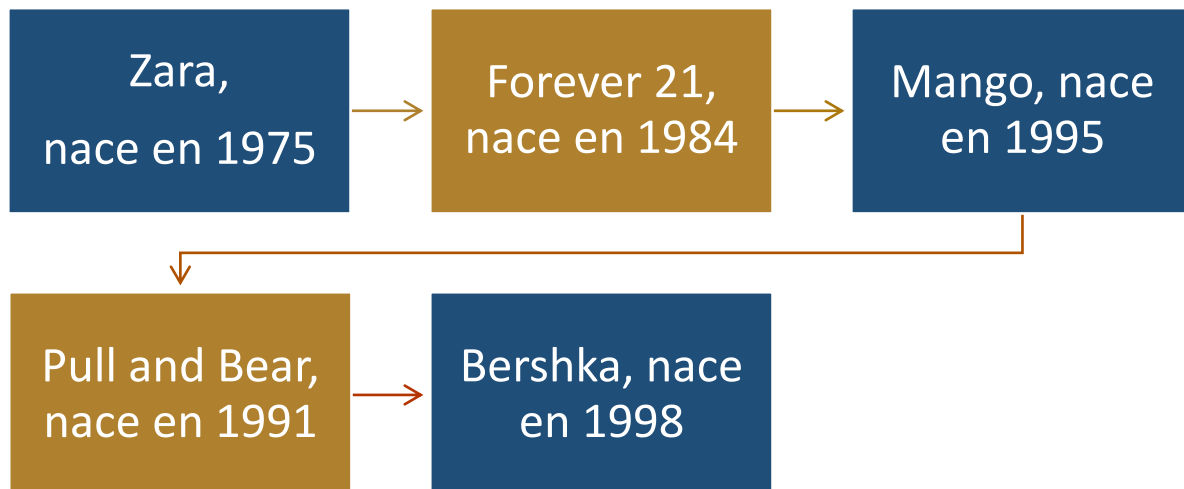 Zara,
nace en 1975
Forever 21,
nace en 1984
Mango, nace
en 1995
Pull and Bear,
nace en 1991
Bershka, nace
en 1998